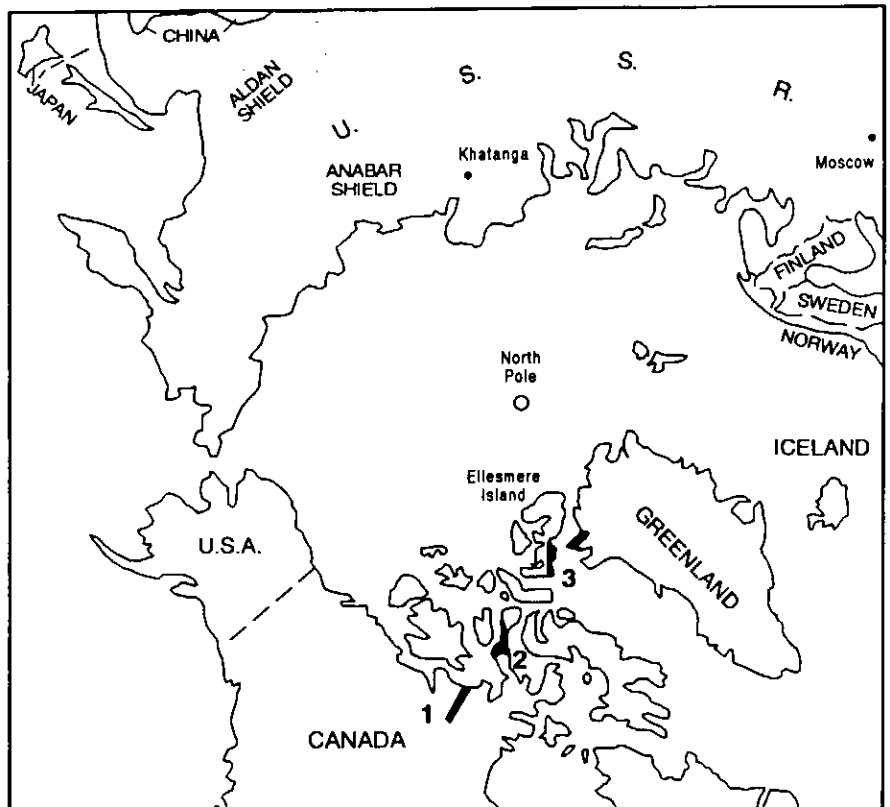 CHINA
JAPAN
ALDAN
SHIELD
U. S. S. R.
Khatanga
Moscow
ANABAR
SHIELD
FINLAND
SWEDEN
NORWAY
North
Pole
ICELAND
Ellesmere
Island
GREENLAND
U.S.A.
3
2
1
CANADA